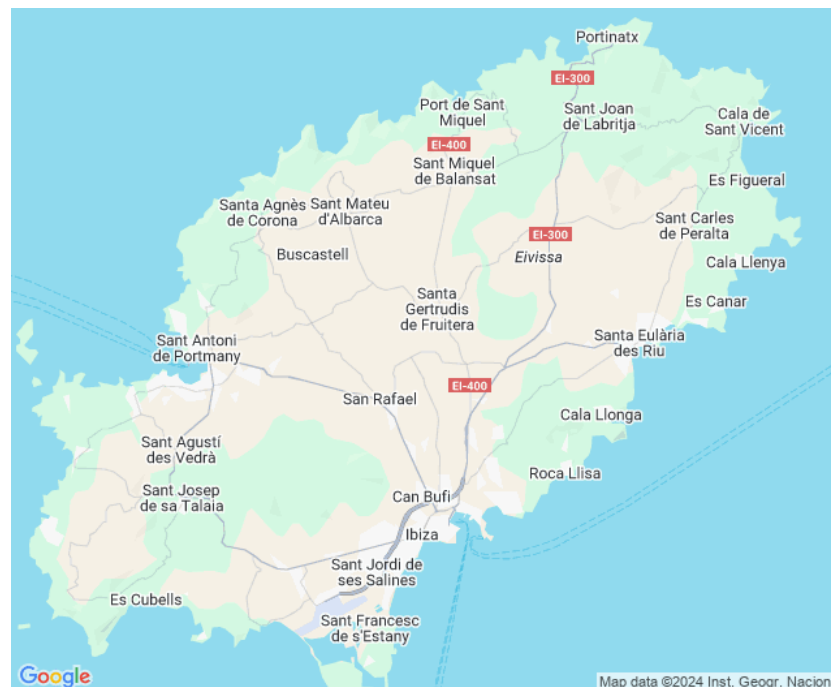 Portinatx
EI-300
Port de Sant
Miquel
Sant Joan
de Labritja
Cala de
Sant Vicent
EI-400
Sant Miquel
de Balansat
Es Figueral
Santa Agnès
de Corona
Sant Mateu
d'Albarca
Sant Carles
de Peralta
EI-300
Buscastell
Eivissa
Cala Llenya
Santa
Gertrudis
de Fruitera
Es Canar
Sant Antoni
de Portmany
Santa Eulària
des Riu
EI-400
San Rafael
Cala Llonga
Sant Agustí
des Vedrà
Roca Llisa
Sant Josep
de sa Talaia
Can Bufi
Ibiza
Sant Jordi de
ses Salines
Es Cubells
Sant Francesc
de s'Estany
Google
Map data ©2024 Inst. Geogr. Nacion